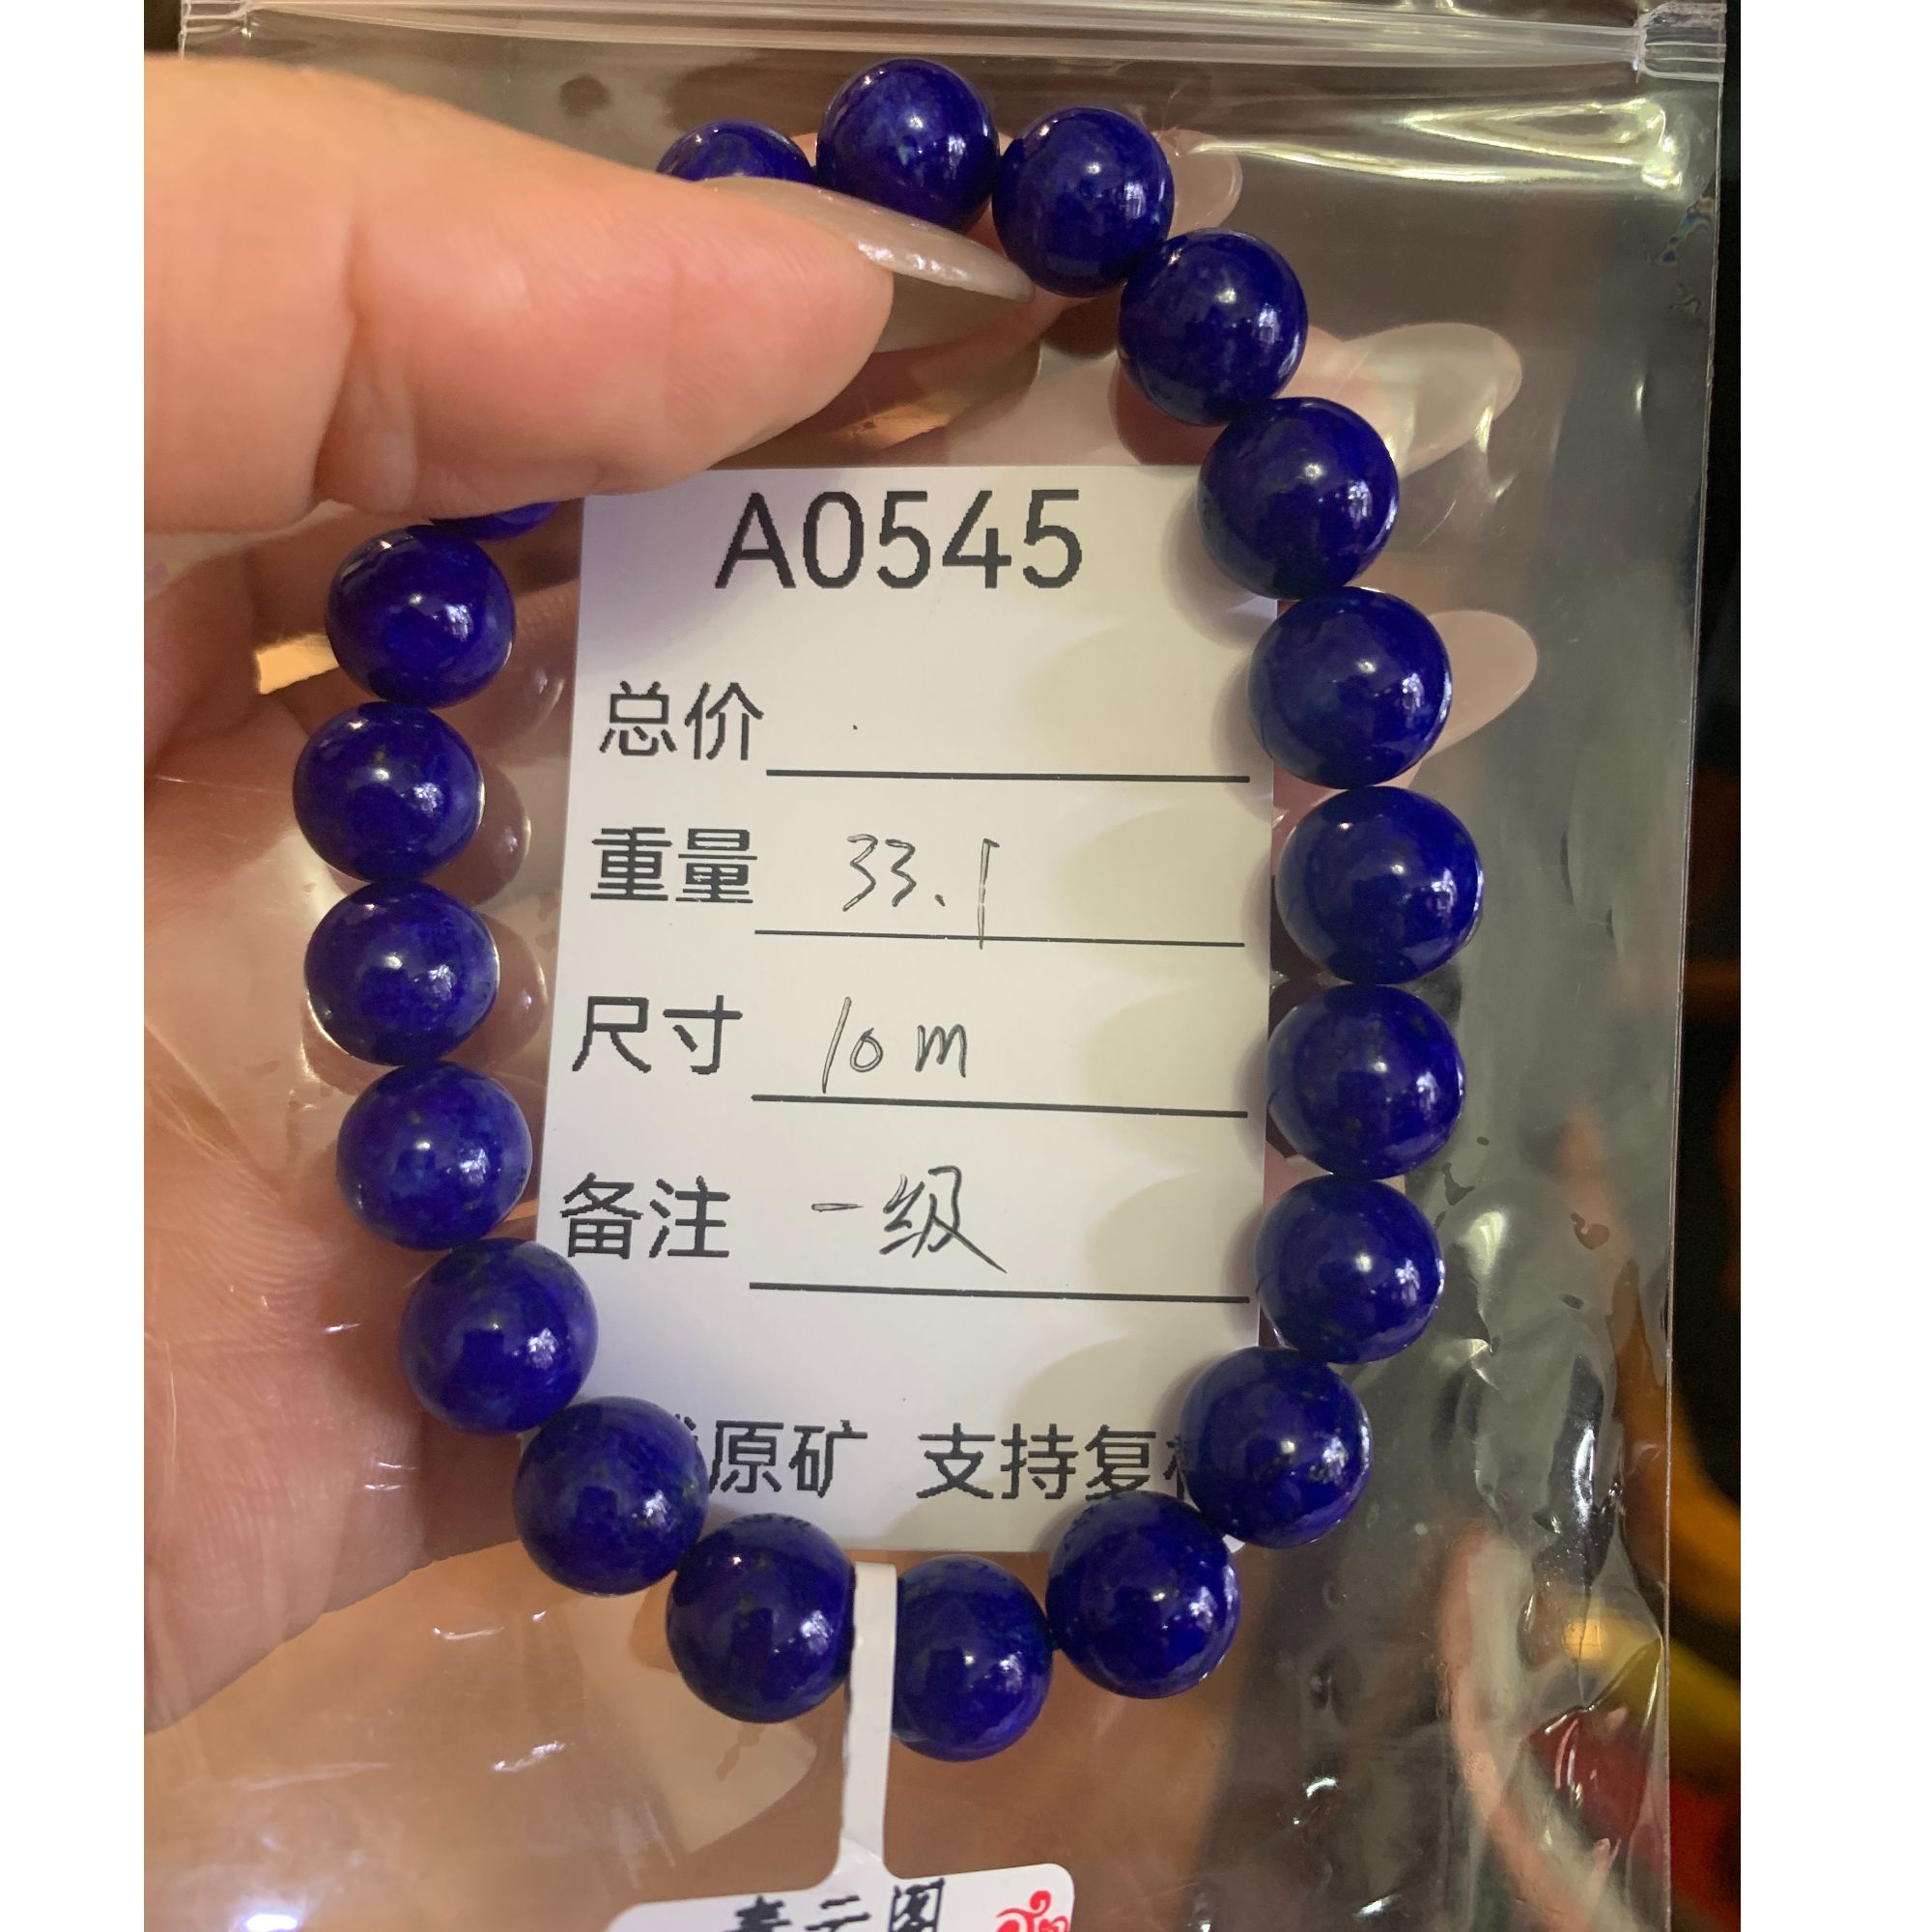 A0545
总价
重量 33.1
尺寸 10m
备注 一级
原矿 支持复